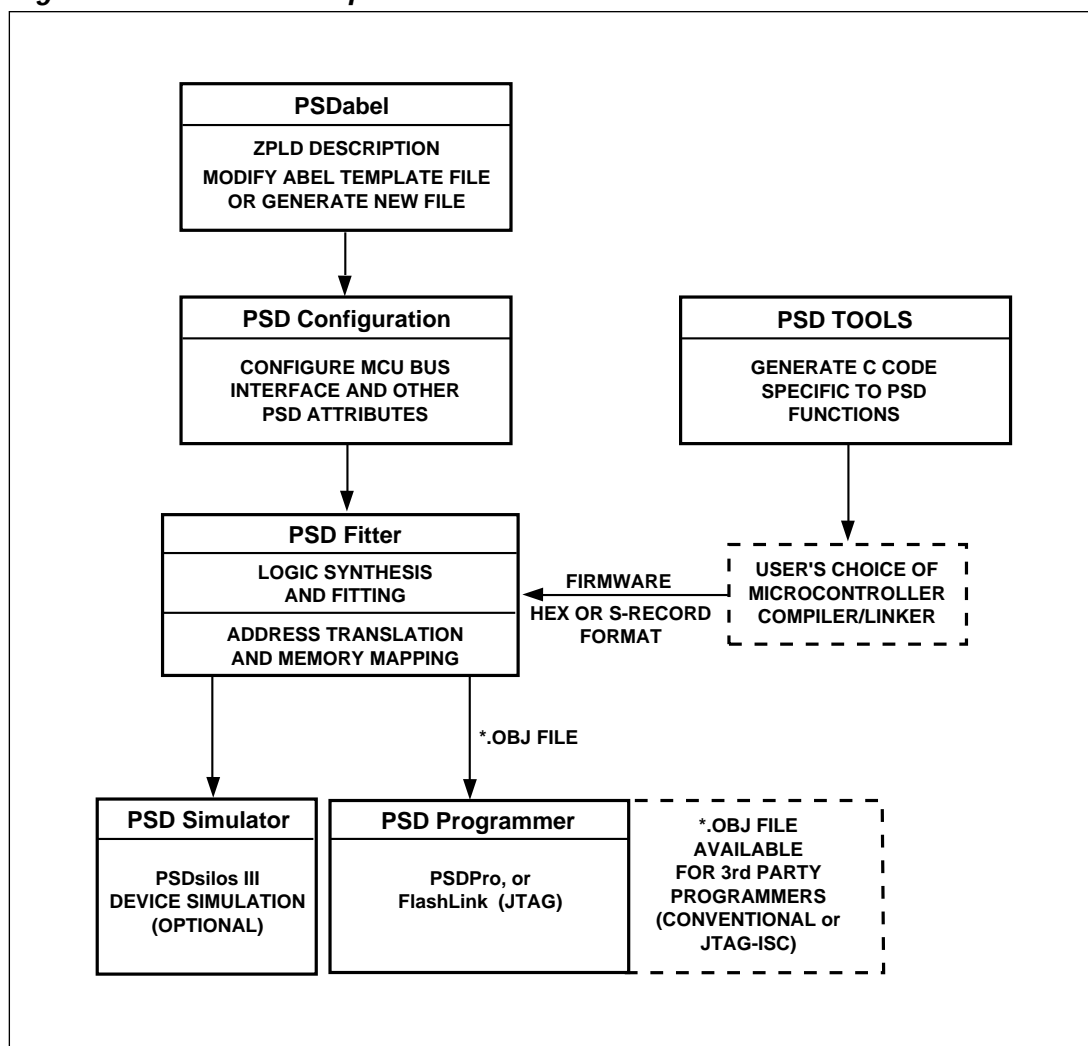 PSDabel
ZPLD DESCRIPTION
MODIFY ABEL TEMPLATE FILE
OR GENERATE NEW FILE
PSD Configuration
CONFIGURE MCU BUS
INTERFACE AND OTHER
PSD ATTRIBUTES
PSD TOOLS
GENERATE C CODE
SPECIFIC TO PSD
FUNCTIONS
PSD Fitter
LOGIC SYNTHESIS
AND FITTING
ADDRESS TRANSLATION
AND MEMORY MAPPING
FIRMWARE
HEX OR S-RECORD
FORMAT
USER'S CHOICE OF
MICROCONTROLLER
COMPILER/LINKER
*.OBJ FILE
PSD Simulator
PSDsilos III
DEVICE SIMULATION
(OPTIONAL)
PSD Programmer
PSDPro, or
FlashLink (JTAG)
*.OBJ FILE
AVAILABLE
FOR 3rd PARTY
PROGRAMMERS
(CONVENTIONAL or
JTAG-ISC)